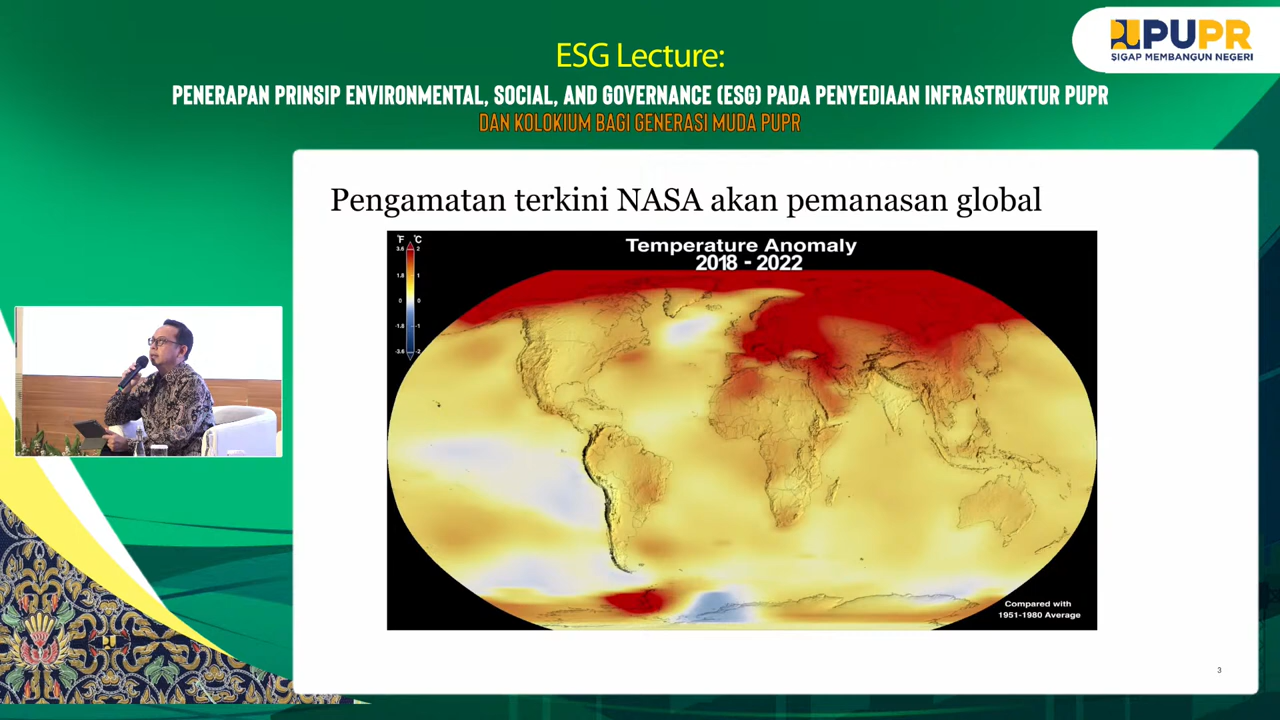 ESG Lecture:
PENERAPAN PRINSIP ENVIRONMENTAL, SOCIAL, AND GOVERNANCE (ESG) PADA PENYEDIAAN INFRASTRUKTUR PUPR
DAN KOLOKIUM BAGI GENERASI MUDA PUPR
PUPR
SIGAP MEMBANGUN NEGERI
Pengamatan terkini NASA akan pemanasan global
°F °C
Temperature Anomaly
2018 - 2022
3.6 2
1.8 1
0 0
-1.8 -1
-3.6 -2
Compared with
1951-1980 Average
3